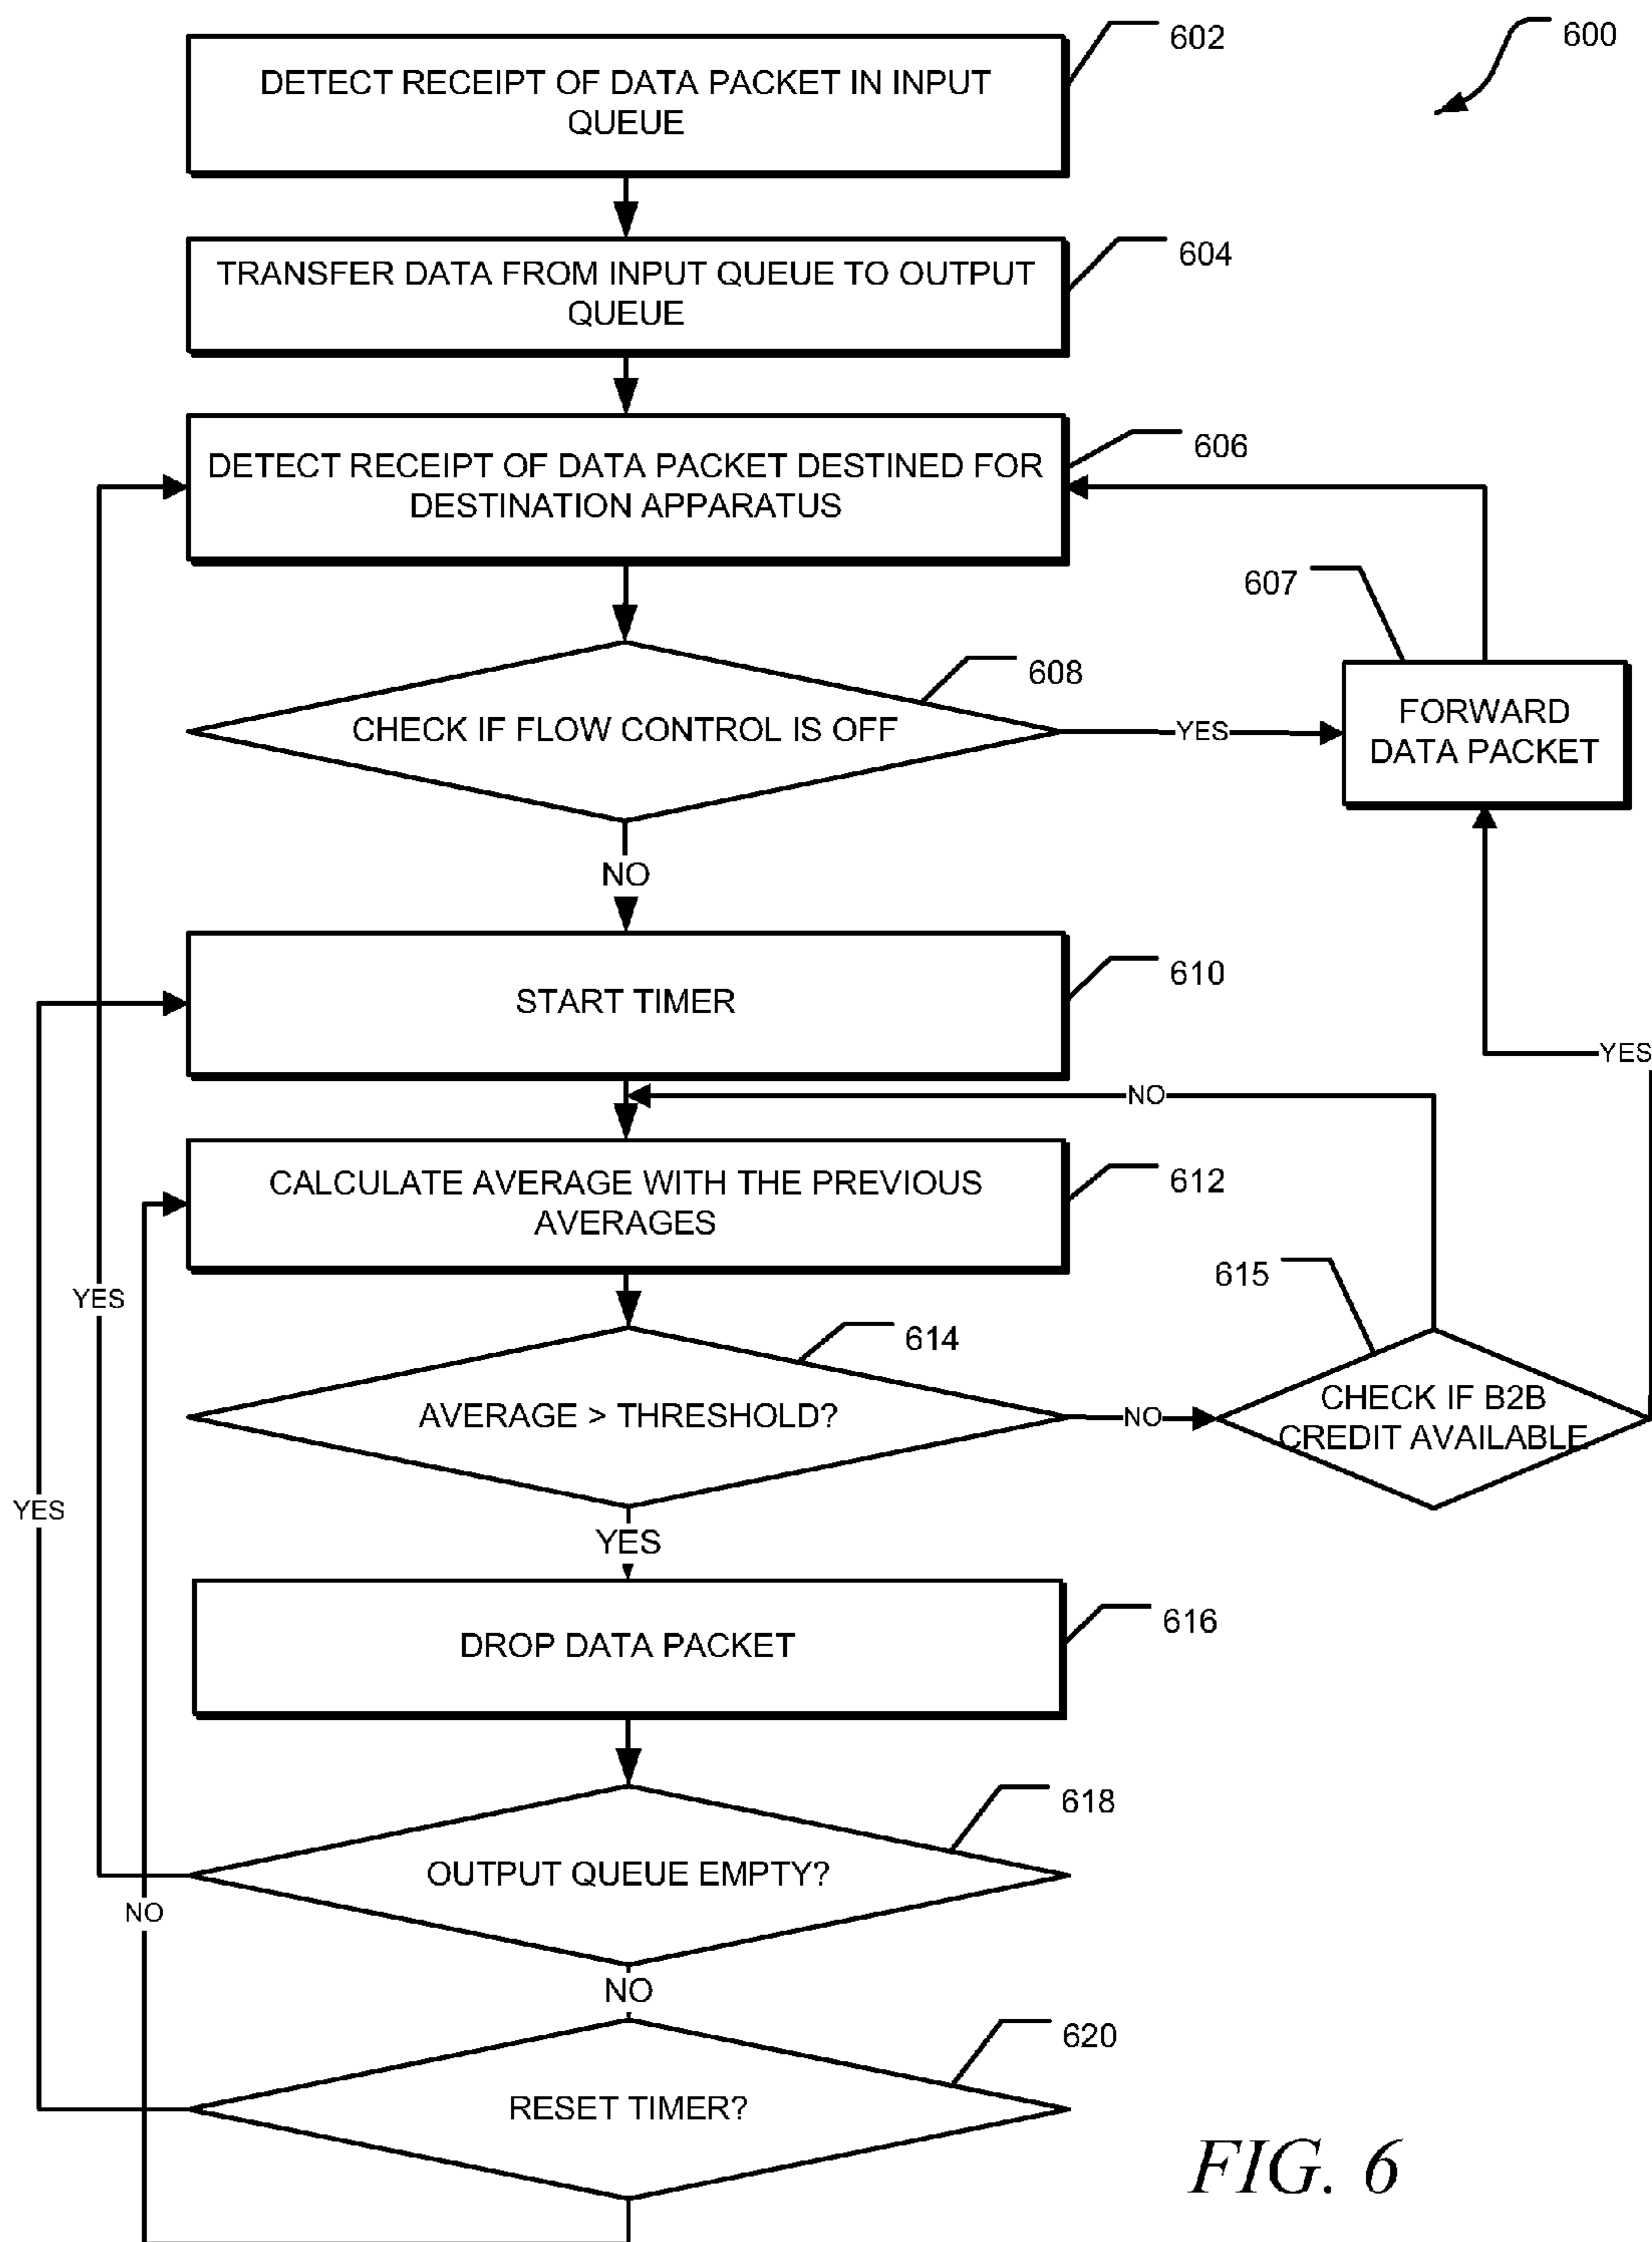 600
602
DETECT RECEIPT OF DATA PACKET IN INPUT
QUEUE
604
TRANSFER DATA FROM INPUT QUEUE TO OUTPUT
QUEUE
606
DETECT RECEIPT OF DATA PACKET DESTINED FOR
DESTINATION APPARATUS
607
FORWARD
DATA PACKET
608
CHECK IF FLOW CONTROL IS OFF
YES
NO
610
START TIMER
YES
NO
612
CALCULATE AVERAGE WITH THE PREVIOUS
AVERAGES
615
CHECK IF B2B
CREDIT AVAILABLE
YES
614
AVERAGE > THRESHOLD?
NO
YES
YES
616
DROP DATA PACKET
618
OUTPUT QUEUE EMPTY?
NO
NO
620
RESET TIMER?
FIG. 6